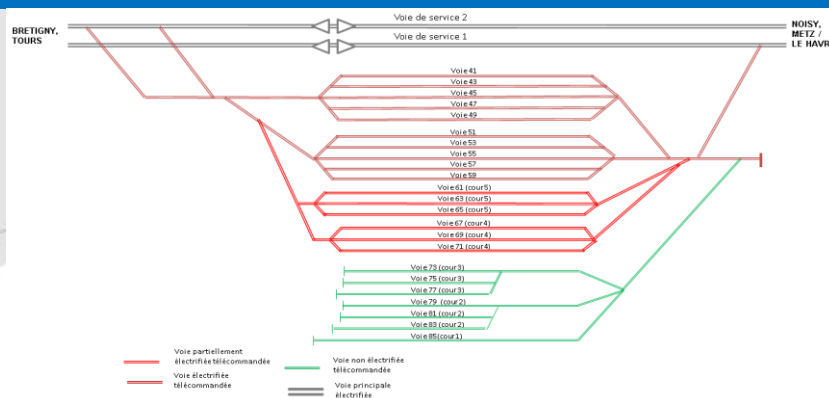 Voie de service 2
BRETIGNY,
TOURS
NOISY,
METZ /
LE HAVR
Voie de service 1
Voie 41
Voie 43
Voie 45
Voie 47
Voie 49
Voie 51
Voie 53
Voie 55
Voie 57
Voie 59
Voie 61 (cour5)
Voie 63 (cour5)
Voie 65 (cour5)
Voie 67 (cour4)
Voie 69 (cour4)
Voie 71 (cour4)
Voie 73 (cour3)
Voie 75 (cour3)
Voie 77 (cour3)
Voie 79 (cour2)
Voie 81 (cour2)
Voie 83 (cour2)
Voie 85(cour1)
Voie partiellement
électrifiée télécommandée
Voie électrifiée
télécommandée
Voie non électrifiée
télécommandée
Voie principale
électrifiée